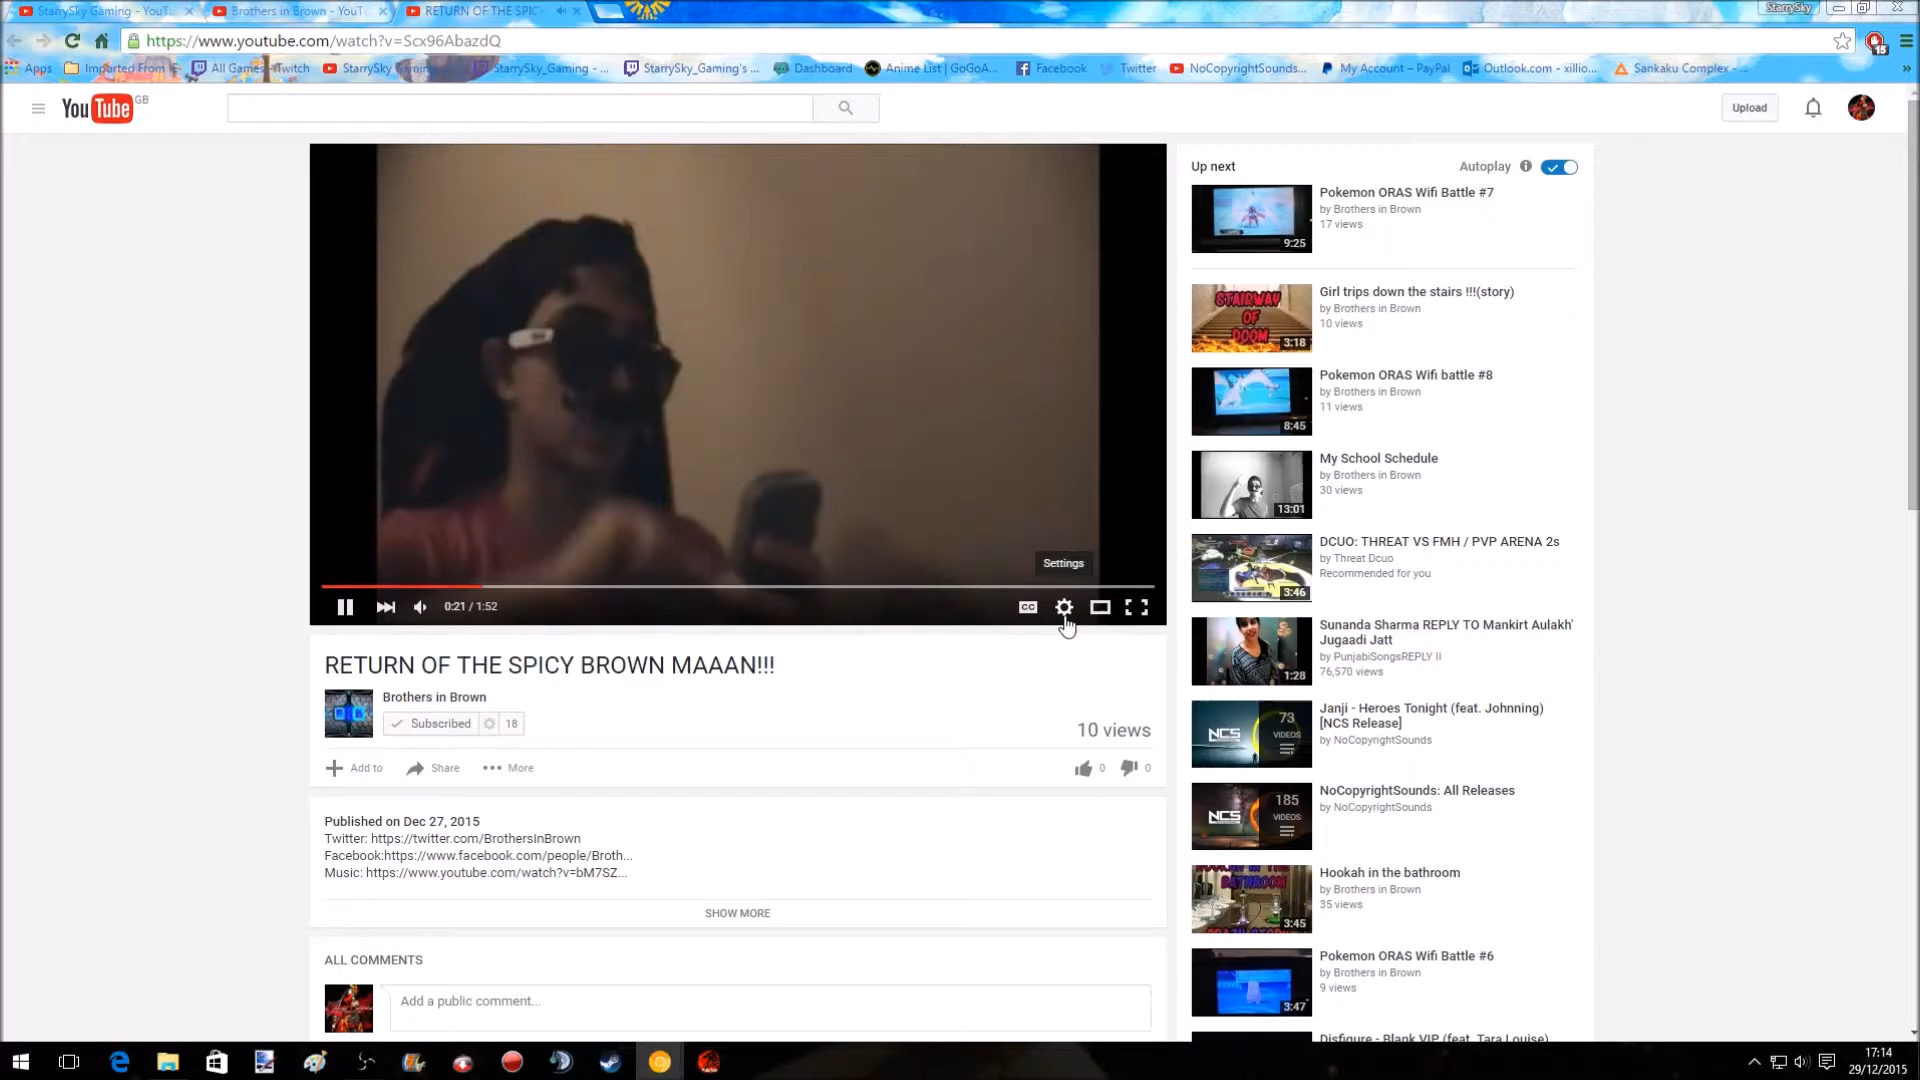 StarrySky Gaming - YouT...
Brothers in Brown - YouT
RETURN OF THE SPIC
StarrySky
https://www.youtube.com/watch?v=Scx96AbazdQ
15
Apps
Imported From IE
All Games - Twitch
StarrySky Gaming
StarrySky_Gaming - ...
StarrySky_Gaming's ...
Dashboard
Anime List | GoGoA...
Facebook
Twitter
NoCopyrightSounds...
My Account – PayPal
Outlook.com - xillio...
Sankaku Complex - ...
YouTube GB
Upload
Up next
Autoplay
Pokemon ORAS Wifi Battle #7
by Brothers in Brown
17 views
9:25
STAIRWAY
OF
DOOM
3:18
Girl trips down the stairs !!!(story)
by Brothers in Brown
10 views
Pokemon ORAS Wifi battle #8
by Brothers in Brown
11 views
8:45
My School Schedule
by Brothers in Brown
30 views
13:01
DCUO: THREAT VS FMH / PVP ARENA 2s
by Threat Dcuo
Recommended for you
3:46
Sunanda Sharma REPLY TO Mankirt Aulakh'
Jugaadi Jatt
by PunjabiSongsREPLY II
76,570 views
1:28
Janji - Heroes Tonight (feat. Johnning)
[NCS Release]
by NoCopyrightSounds
NCS
73
VIDEOS
NoCopyrightSounds: All Releases
by NoCopyrightSounds
NCS
185
VIDEOS
Hookah in the bathroom
by Brothers in Brown
35 views
BATHROOM
3:45
Pokemon ORAS Wifi Battle #6
by Brothers in Brown
9 views
3:47
Disfigure - Blank VIP (feat. Tara Louise)
Settings
0:21 / 1:52
CC
RETURN OF THE SPICY BROWN MAAAN!!!
Brothers in Brown
Subscribed
18
10 views
Add to
Share
More
0
0
Published on Dec 27, 2015
Twitter: https://twitter.com/BrothersInBrown
Facebook:https://www.facebook.com/people/Broth...
Music: https://www.youtube.com/watch?v=bM7SZ...
SHOW MORE
ALL COMMENTS
Add a public comment...
17:14
29/12/2015